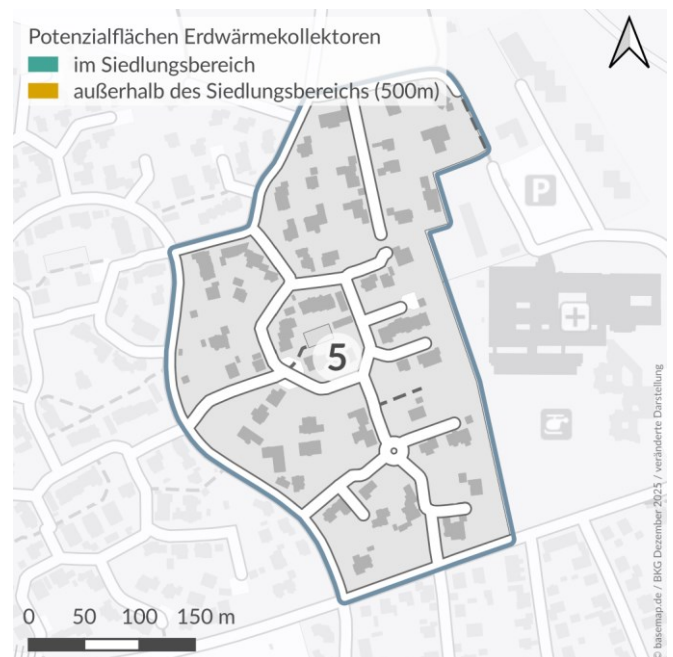 Potenzialflächen Erdwärmekollektoren
im Siedlungsbereich
außerhalb des Siedlungsbereichs (500m)
P
5
0 50 100 150 m
© basemap.de / BKG Dezember 2025 / veränderte Darstellung